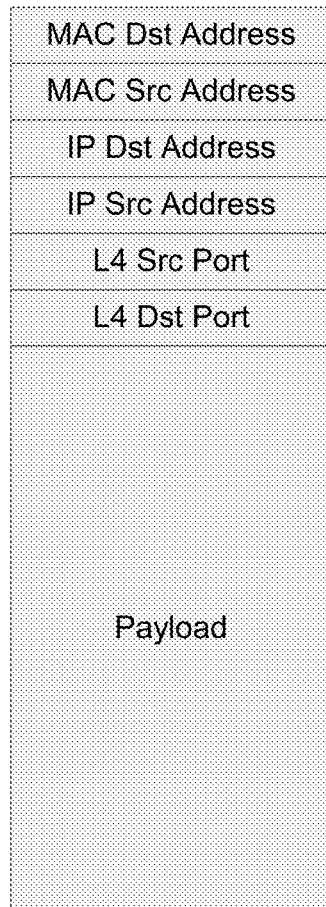 MAC Dst Address
MAC Src Address
IP Dst Address
IP Src Address
L4 Src Port
L4 Dst Port
Payload